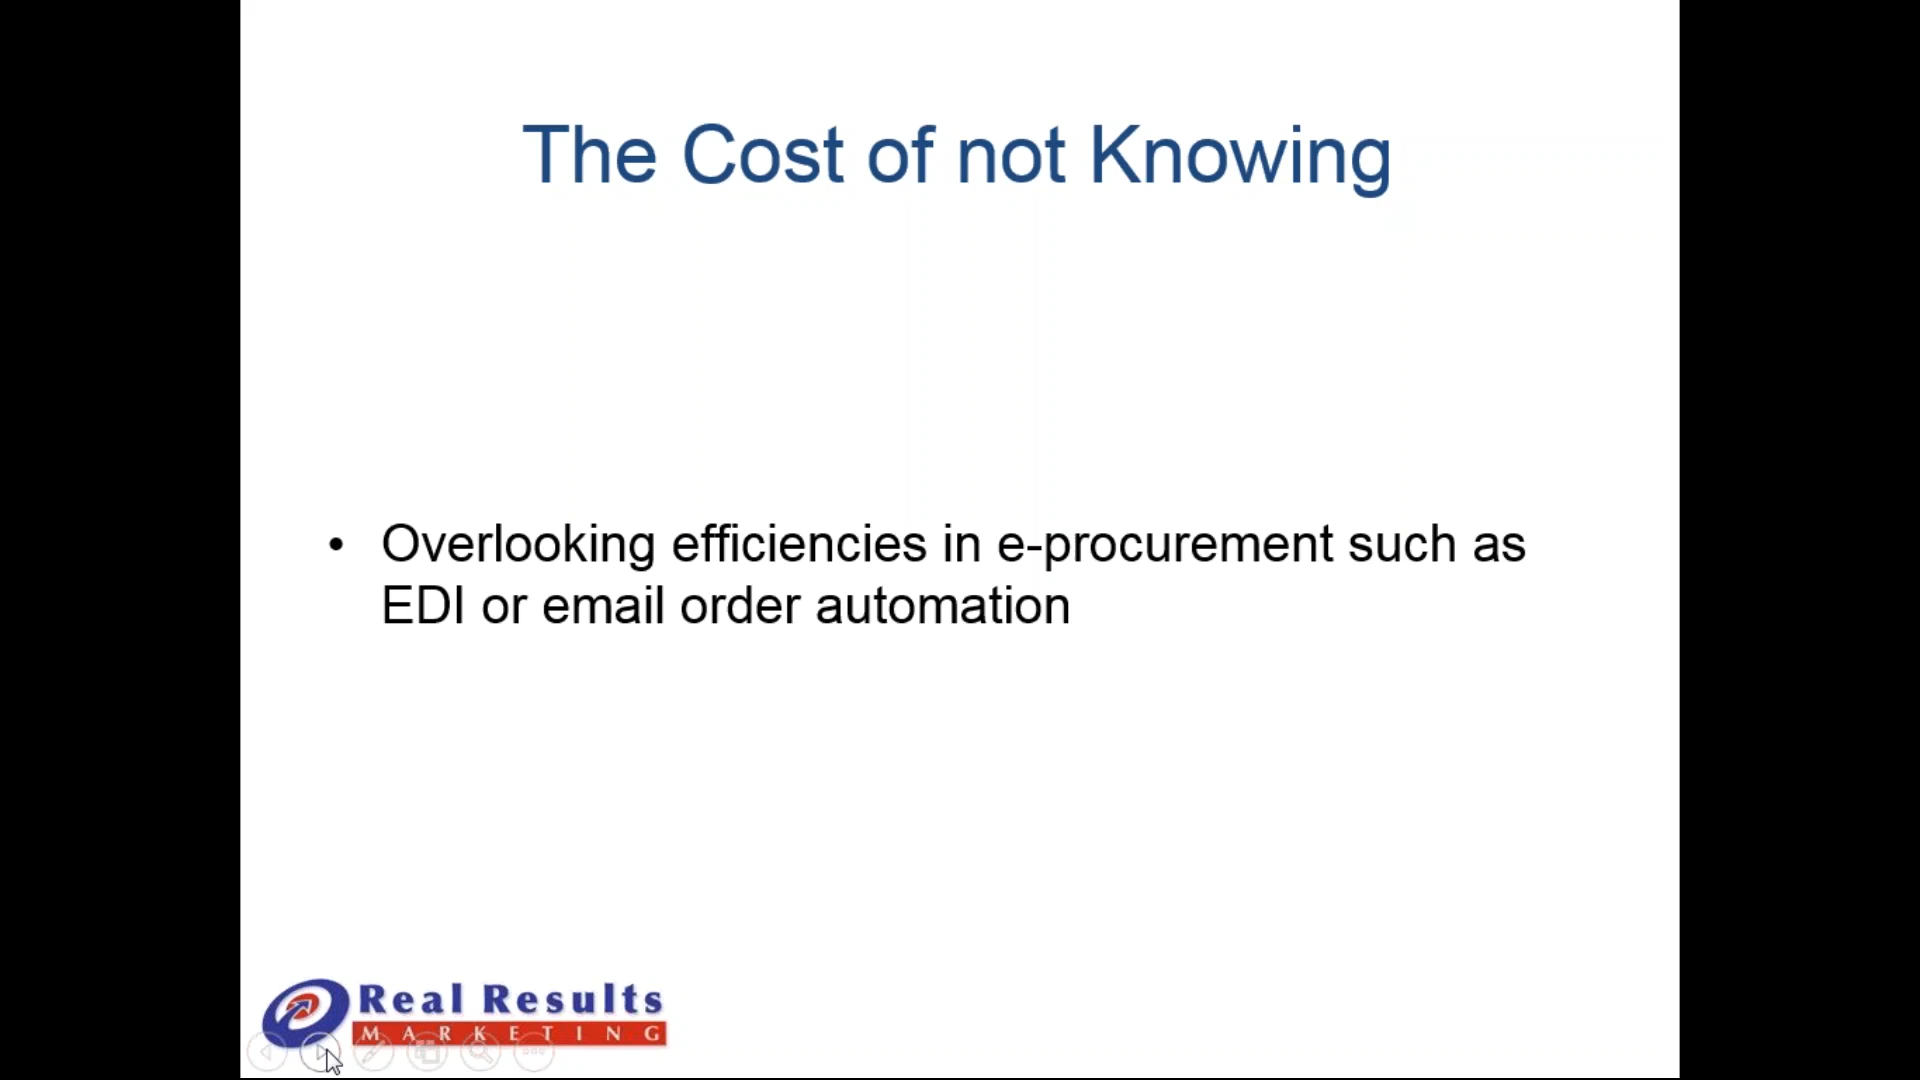 The Cost of not Knowing
• Overlooking efficiencies in e-procurement such as
EDI or email order automation
Real Results
MARKETING